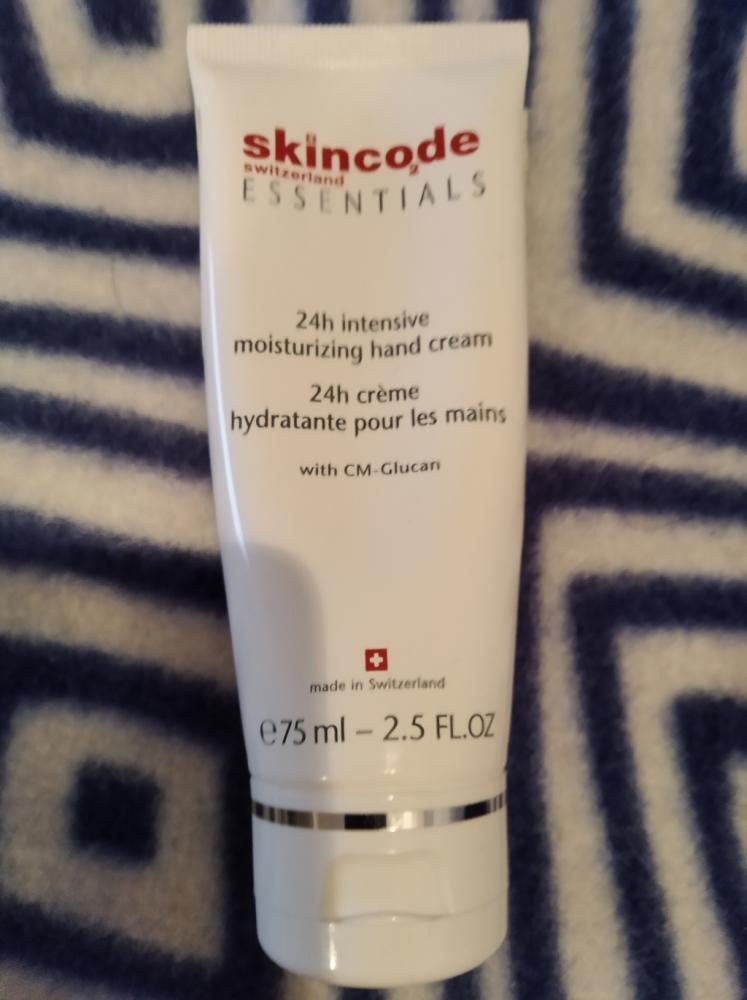 skincode
switzerland
ESSENTIALS
24h intensive
moisturizing hand cream
24h crème
hydratante pour les mains
with CM-Glucan
made in Switzerland
℮75 ml – 2.5 FL.OZ